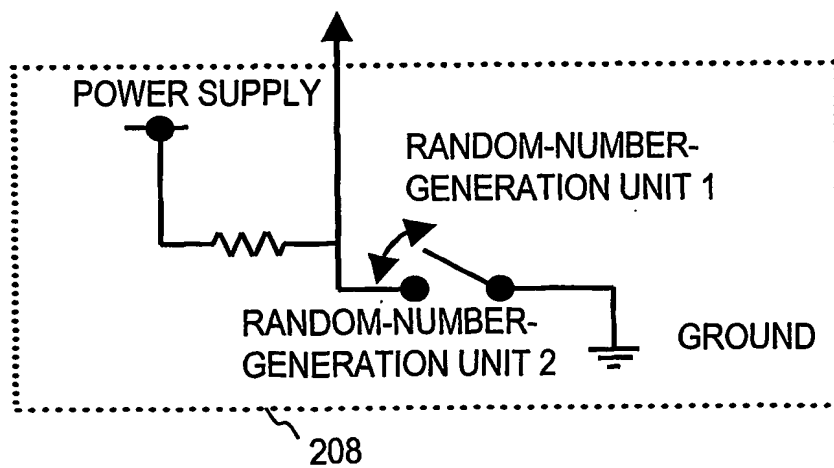 POWER SUPPLY
RANDOM-NUMBER-
GENERATION UNIT 1
RANDOM-NUMBER-
GENERATION UNIT 2
GROUND
208